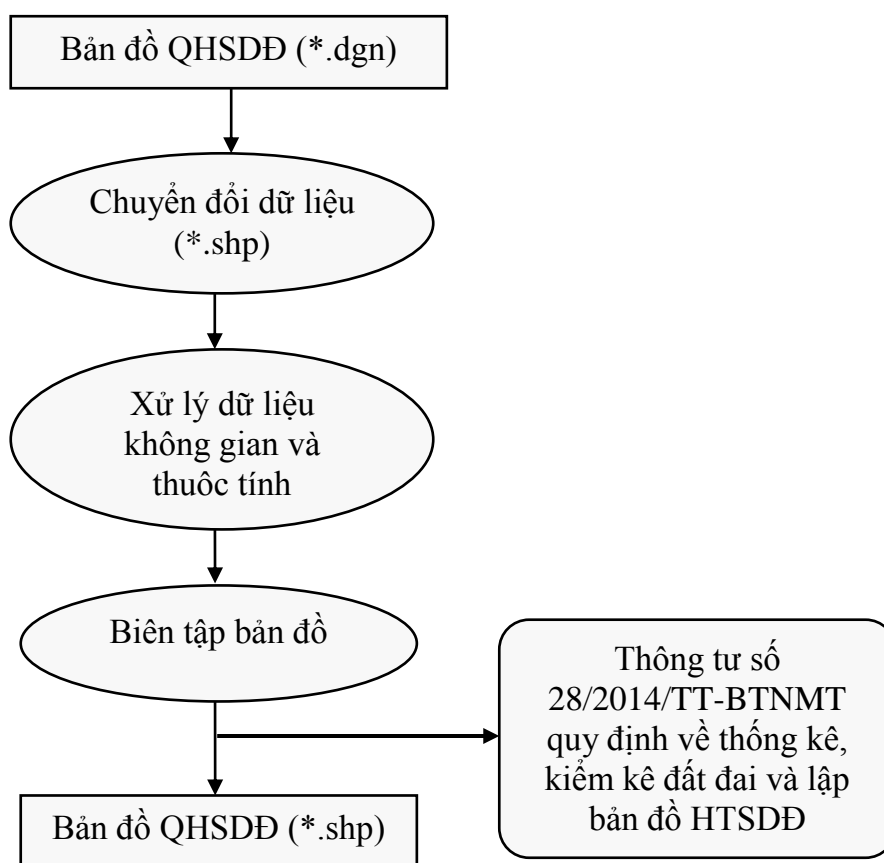 Bản đồ QHSDĐ (*.dgn)
Chuyển đổi dữ liệu
(*.shp)
Xử lý dữ liệu
không gian và
thuôc tính
Biên tập bản đồ
Thông tư số
28/2014/TT-BTNMT
quy định về thống kê,
kiểm kê đất đai và lập
bản đồ HTSDĐ
Bản đồ QHSDĐ (*.shp)